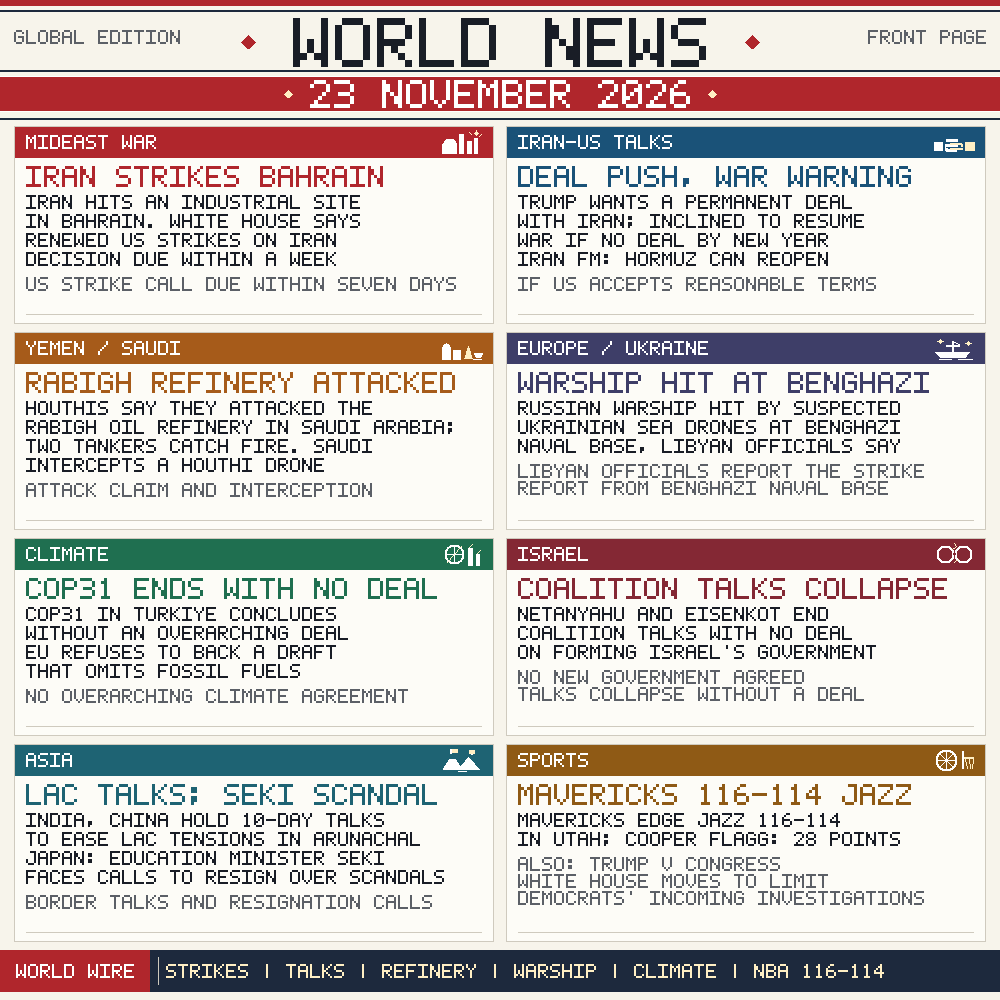 GLOBAL EDITION
WORLD NEWS
FRONT PAGE
23 NOVEMBER 2026
MIDEAST WAR
IRAN STRIKES BAHRAIN
IRAN HITS AN INDUSTRIAL SITE
IN BAHRAIN. WHITE HOUSE SAYS
RENEWED US STRIKES ON IRAN
DECISION DUE WITHIN A WEEK
US STRIKE CALL DUE WITHIN SEVEN DAYS
IRAN-US TALKS
DEAL PUSH, WAR WARNING
TRUMP WANTS A PERMANENT DEAL
WITH IRAN; INCLINED TO RESUME
WAR IF NO DEAL BY NEW YEAR
IRAN FM: HORMUZ CAN REOPEN
IF US ACCEPTS REASONABLE TERMS
YEMEN / SAUDI
RABIGH REFINERY ATTACKED
HOUTHIS SAY THEY ATTACKED THE
RABIGH OIL REFINERY IN SAUDI ARABIA;
TWO TANKERS CATCH FIRE. SAUDI
INTERCEPTS A HOUTHI DRONE
ATTACK CLAIM AND INTERCEPTION
EUROPE / UKRAINE
WARSHIP HIT AT BENGHAZI
RUSSIAN WARSHIP HIT BY SUSPECTED
UKRAINIAN SEA DRONES AT BENGHAZI
NAVAL BASE, LIBYAN OFFICIALS SAY
LIBYAN OFFICIALS REPORT THE STRIKE
REPORT FROM BENGHAZI NAVAL BASE
CLIMATE
COP31 ENDS WITH NO DEAL
COP31 IN TURKIYE CONCLUDES
WITHOUT AN OVERARCHING DEAL
EU REFUSES TO BACK A DRAFT
THAT OMITS FOSSIL FUELS
NO OVERARCHING CLIMATE AGREEMENT
ISRAEL
COALITION TALKS COLLAPSE
NETANYAHU AND EISENKOT END
COALITION TALKS WITH NO DEAL
ON FORMING ISRAEL'S GOVERNMENT
NO NEW GOVERNMENT AGREED
TALKS COLLAPSE WITHOUT A DEAL
ASIA
LAC TALKS; SEKI SCANDAL
INDIA, CHINA HOLD 10-DAY TALKS
TO EASE LAC TENSIONS IN ARUNACHAL
JAPAN: EDUCATION MINISTER SEKI
FACES CALLS TO RESIGN OVER SCANDALS
BORDER TALKS AND RESIGNATION CALLS
SPORTS
MAVERICKS 116-114 JAZZ
MAVERICKS EDGE JAZZ 116-114
IN UTAH; COOPER FLAGG: 28 POINTS
ALSO: TRUMP V CONGRESS
WHITE HOUSE MOVES TO LIMIT
DEMOCRATS' INCOMING INVESTIGATIONS
WORLD WIRE
STRIKES | TALKS | REFINERY | WARSHIP | CLIMATE | NBA 116-114